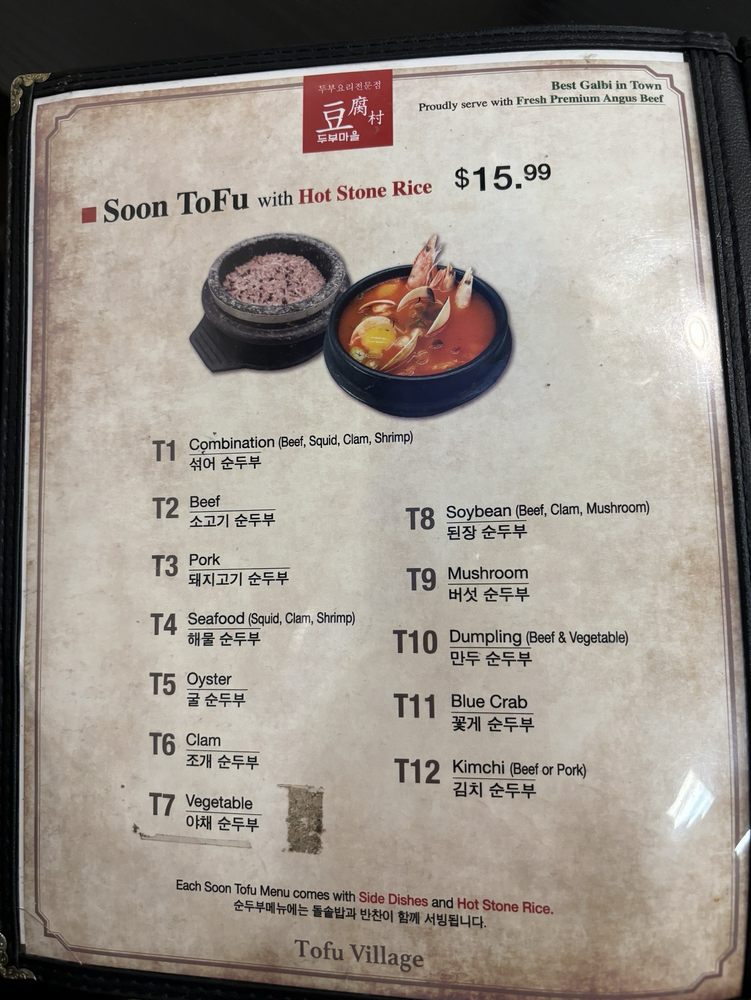 두부요리전문점
豆腐村
두부마을
Best Galbi in Town
Proudly serve with Fresh Premium Angus Beef
Soon ToFu with Hot Stone Rice $15.99
T1 Combination (Beef, Squid, Clam, Shrimp)
섞어 순두부
T2 Beef
소고기 순두부
T3 Pork
돼지고기 순두부
T4 Seafood (Squid, Clam, Shrimp)
해물 순두부
T5 Oyster
굴 순두부
T6 Clam
조개 순두부
T7 Vegetable
야채 순두부
T8 Soybean (Beef, Clam, Mushroom)
된장 순두부
T9 Mushroom
버섯 순두부
T10 Dumpling (Beef & Vegetable)
만두 순두부
T11 Blue Crab
꽃게 순두부
T12 Kimchi (Beef or Pork)
김치 순두부
Each Soon Tofu Menu comes with Side Dishes and Hot Stone Rice.
순두부메뉴에는 돌솥밥과 반찬이 함께 서빙됩니다.
Tofu Village